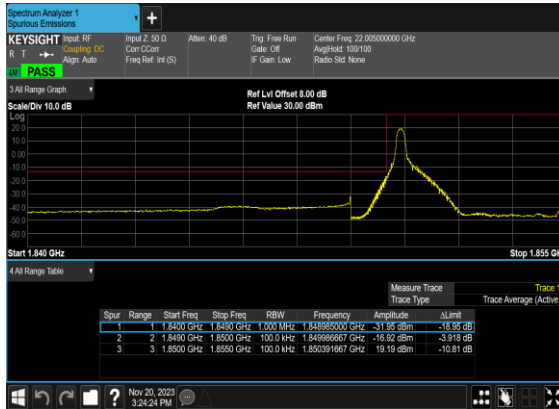 Spectrum Analyzer 1
Spurious Emissions
KEYSIGHT Input: RF Input Z: 50 Ω Atten: 40 dB Trig: Free Run Center Freq: 22.005000000 GHz
R T Coupling: DC Corr CCorr Gate: Off Avg|Hold: 100/100
Align: Auto Freq Ref: Int (S) IF Gain: Low Radio Std: None
PASS
3 All Range Graph
Ref Lvl Offset 8.00 dB
Scale/Div 10.0 dB Ref Value 30.00 dBm
Log
20.0
10.0
0.00
-10.0
-20.0
-30.0
-40.0
-50.0
-60.0
Start 1.840 GHz Stop 1.855 GH
4 All Range Table
Measure Trace Trace 1
Trace Type Trace Average (Active
Spur Range Start Freq Stop Freq RBW Frequency Amplitude ΔLimit
1 1 1.8400 GHz 1.8490 GHz 1.000 MHz 1.848985000 GHz -31.95 dBm -18.95 dB
2 2 1.8490 GHz 1.8500 GHz 100.0 kHz 1.849986667 GHz -16.92 dBm -3.918 dB
3 3 1.8500 GHz 1.8550 GHz 100.0 kHz 1.850391667 GHz 19.19 dBm -10.81 dB
Nov 20, 2023
3:24:24 PM